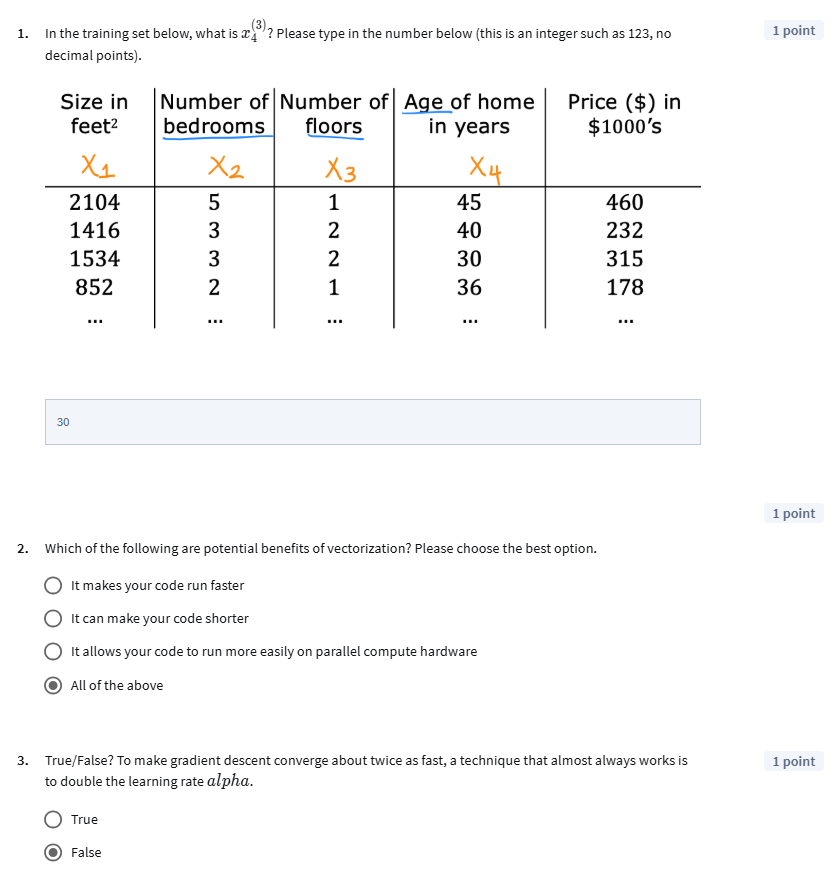 1. In the training set below, what is x₄⁽³⁾? Please type in the number below (this is an integer such as 123, no
decimal points).
1 point
Size in feet² | Number of bedrooms | Number of floors | Age of home in years | Price ($) in $1000's
X1 X2 X3 X4
2104 5 1 45 460
1416 3 2 40 232
1534 3 2 30 315
852 2 1 36 178
... ... ... ... ...
30
1 point
2. Which of the following are potential benefits of vectorization? Please choose the best option.
It makes your code run faster
It can make your code shorter
It allows your code to run more easily on parallel compute hardware
All of the above
3. True/False? To make gradient descent converge about twice as fast, a technique that almost always works is
to double the learning rate alpha.
1 point
True
False